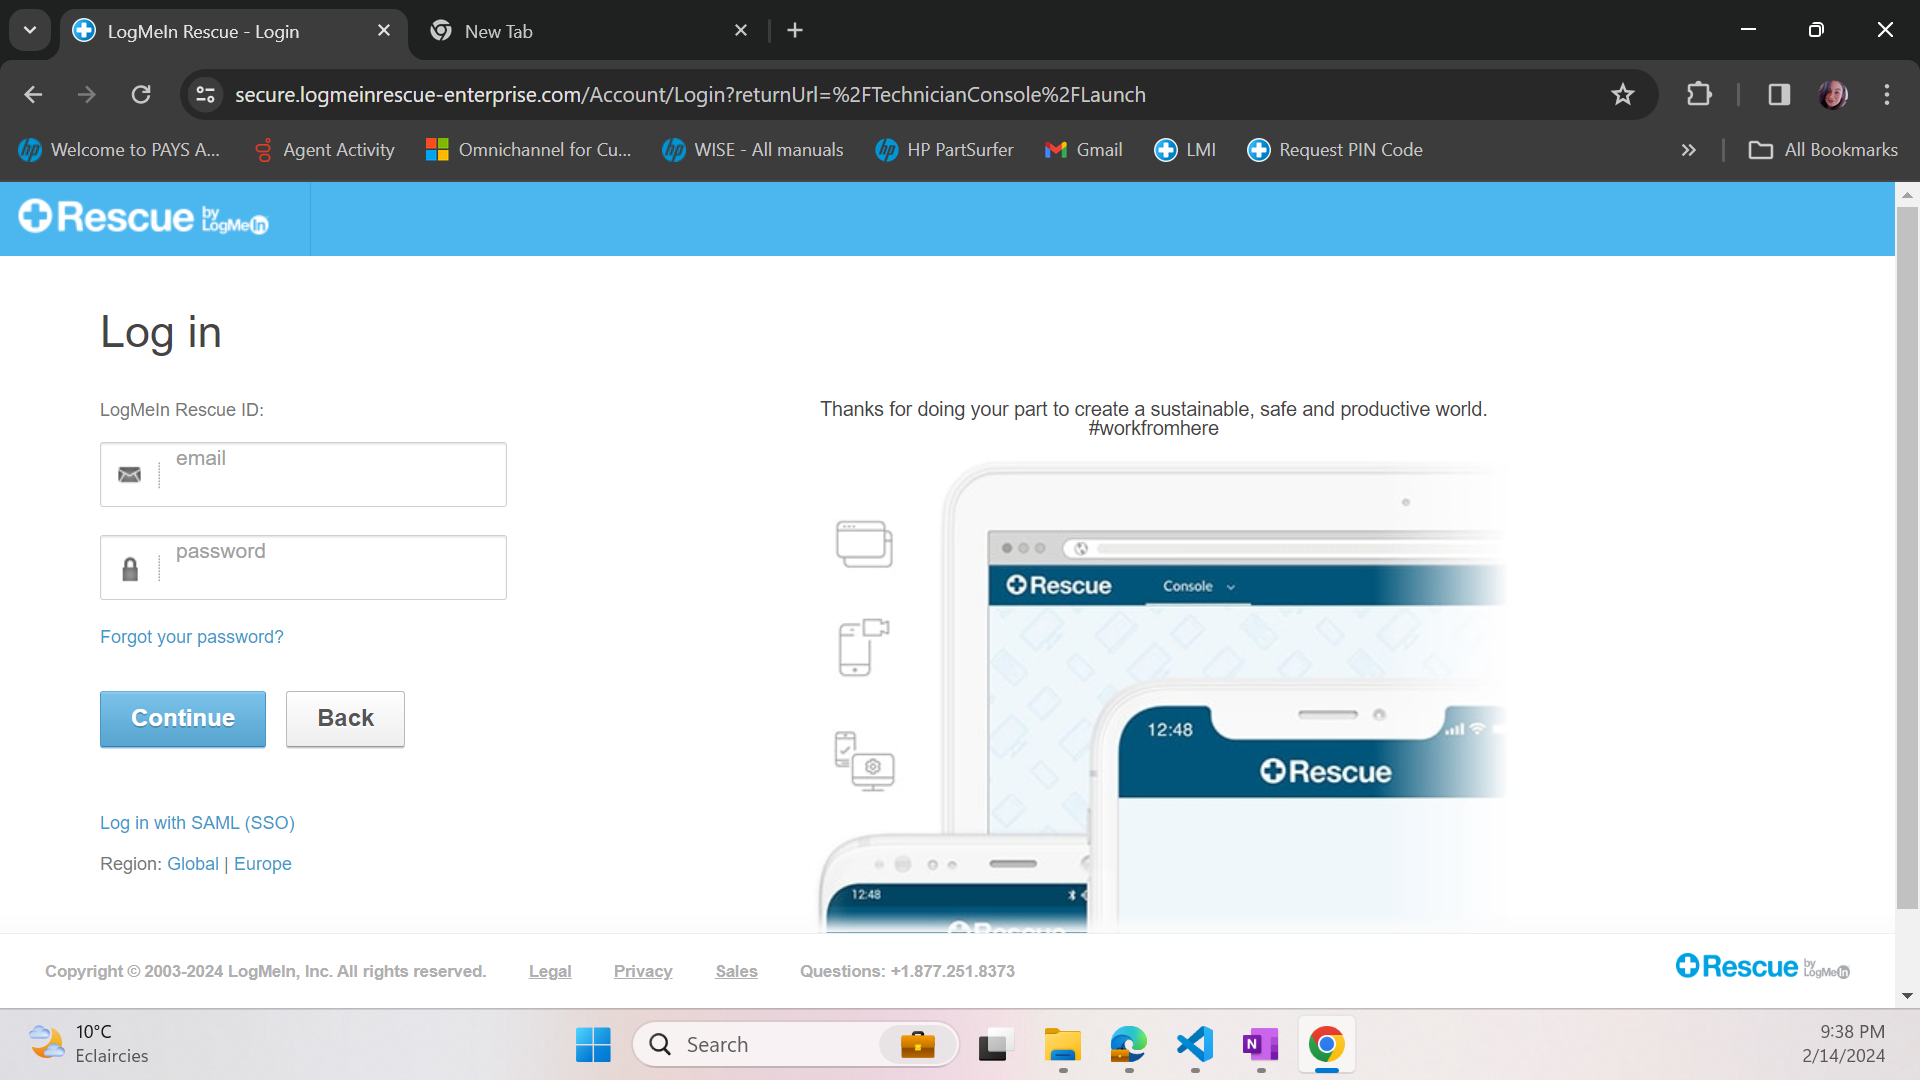 LogMeIn Rescue - Login
New Tab
secure.logmeinrescue-enterprise.com/Account/Login?returnUrl=%2FTechnicianConsole%2FLaunch
Welcome to PAYS A...
Agent Activity
Omnichannel for Cu...
WISE - All manuals
HP PartSurfer
Gmail
LMI
Request PIN Code
All Bookmarks
Rescue by LogMeIn
Log in
LogMeIn Rescue ID:
email
password
Forgot your password?
Continue
Back
Log in with SAML (SSO)
Region: Global | Europe
Thanks for doing your part to create a sustainable, safe and productive world.
#workfromhere
Rescue
Console
12:48
Rescue
12:48
Rescue
Copyright © 2003-2024 LogMeIn, Inc. All rights reserved.
Legal
Privacy
Sales
Questions: +1.877.251.8373
Rescue by LogMeIn
10°C
Eclaircies
Search
N
9:38 PM
2/14/2024